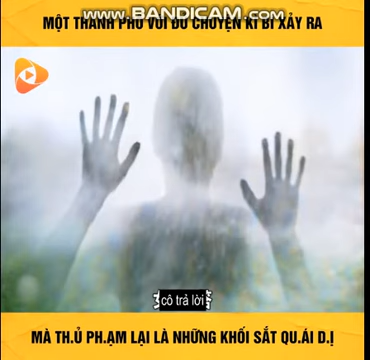 WWW.BANDICAM.COM
MỘT THÀNH PHỐ VỚI ĐỦ CHUYỆN KÌ BÍ XẢY RA
cô trả lời
MÀ TH.Ủ PH.ẠM LẠI LÀ NHỮNG KHỐI SẮT QU.ÁI D.Ị